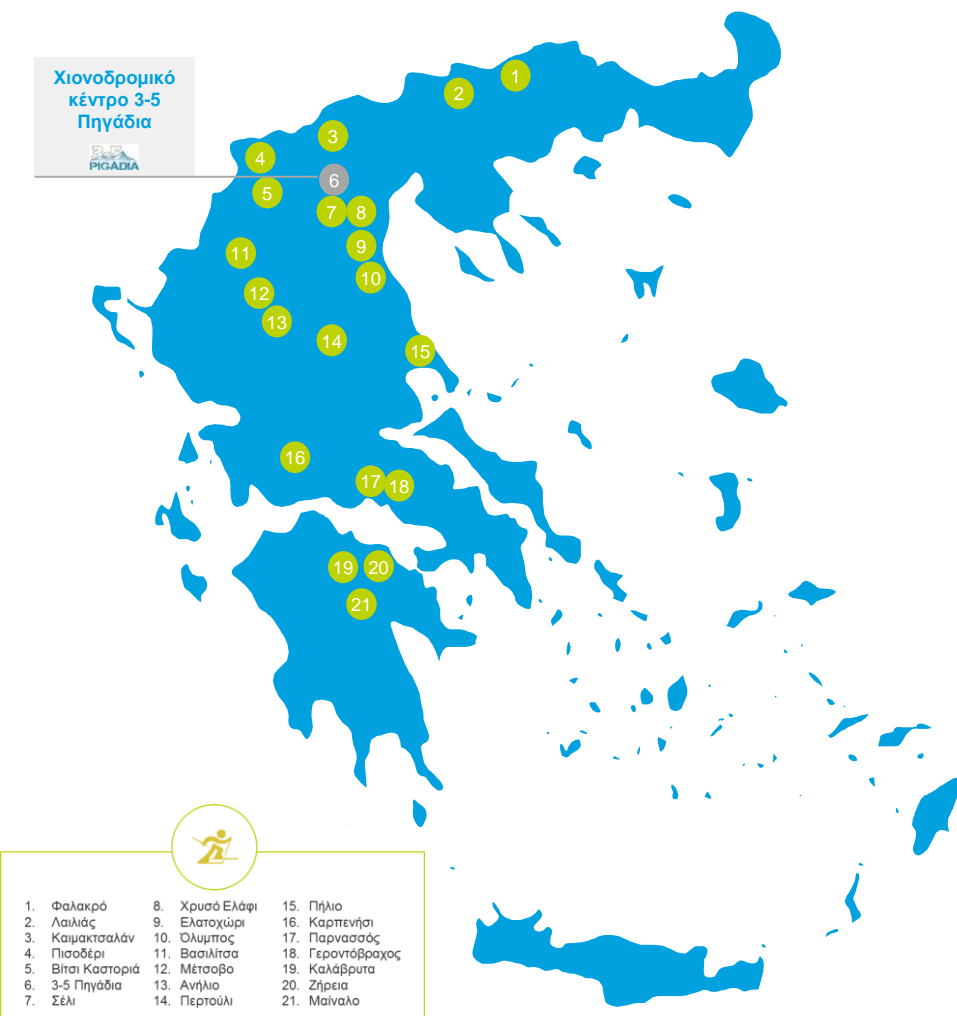 Χιονοδρομικό
κέντρο 3-5
Πηγάδια
3-5
PIGADIA
1
2
3
4
5
6
7
8
9
10
11
12
13
14
15
16
17
18
19
20
21
1. Φαλακρό
2. Λαιλιάς
3. Καιμακτσαλάν
4. Πισοδέρι
5. Βίτσι Καστοριά
6. 3-5 Πηγάδια
7. Σέλι
8. Χρυσό Ελάφι
9. Ελατοχώρι
10. Όλυμπος
11. Βασιλίτσα
12. Μέτσοβο
13. Ανήλιο
14. Περτούλι
15. Πήλιο
16. Καρπενήσι
17. Παρνασσός
18. Γεροντόβραχος
19. Καλάβρυτα
20. Ζήρεια
21. Μαίναλο